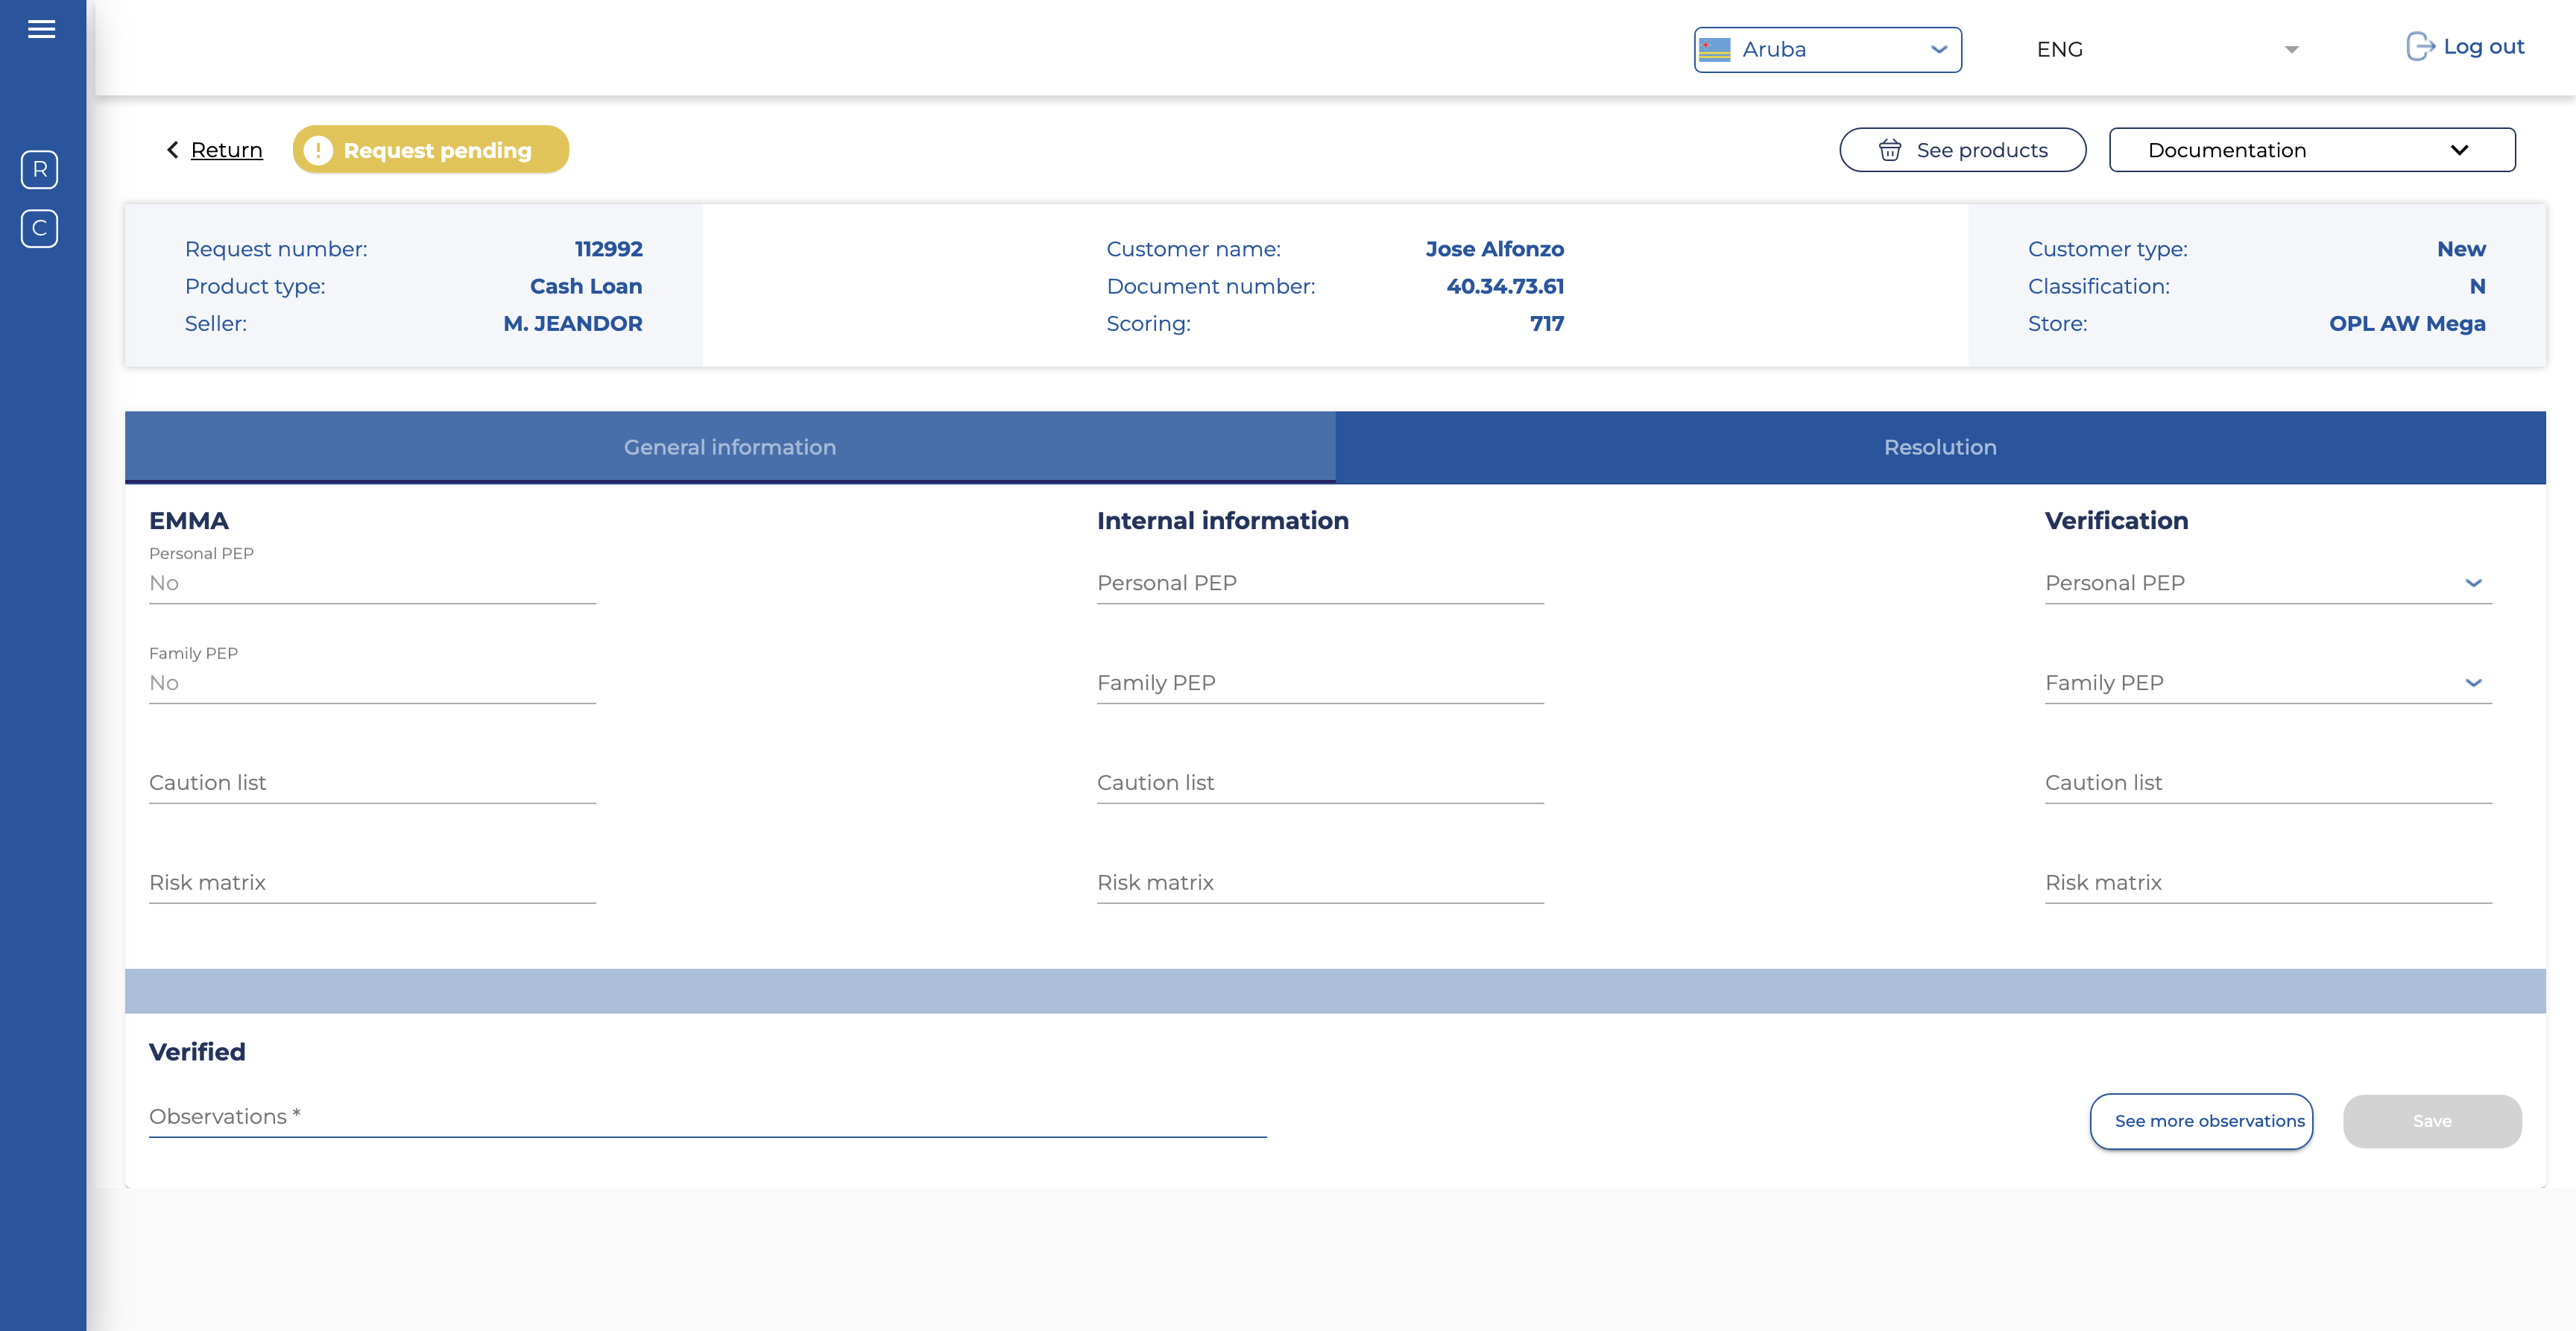 Aruba
ENG
Log out
R
C
Return
Request pending
See products
Documentation
Request number: 112992
Product type: Cash Loan
Seller: M. JEANDOR
Customer name: Jose Alfonzo
Document number: 40.34.73.61
Scoring: 717
Customer type: New
Classification: N
Store: OPL AW Mega
General information
Resolution
EMMA
Personal PEP
No
Family PEP
No
Caution list
Risk matrix
Internal information
Personal PEP
Family PEP
Caution list
Risk matrix
Verification
Personal PEP
Family PEP
Caution list
Risk matrix
Verified
Observations *
See more observations
Save